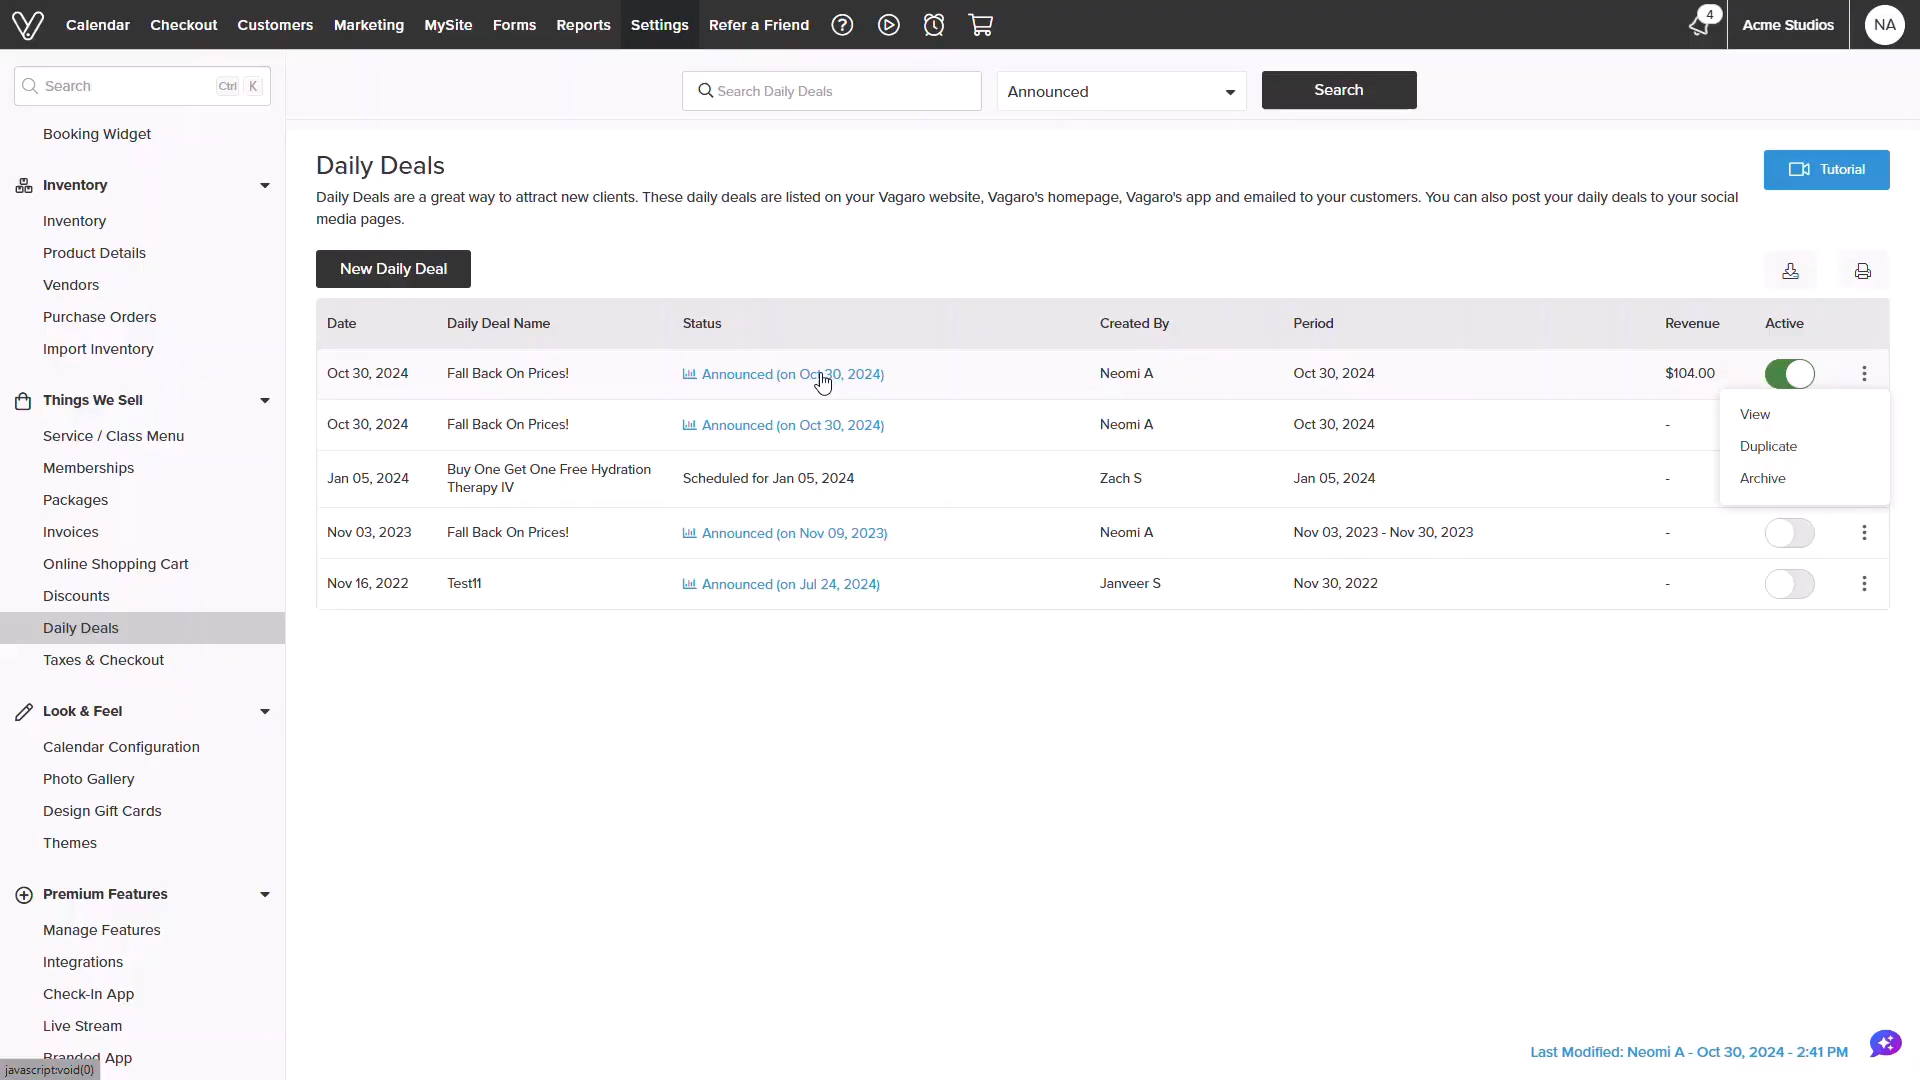 Calendar
Checkout
Customers
Marketing
MySite
Forms
Reports
Settings
Refer a Friend
4
Acme Studios
NA
Search
Ctrl
K
Booking Widget
Inventory
Inventory
Product Details
Vendors
Purchase Orders
Import Inventory
Things We Sell
Service / Class Menu
Memberships
Packages
Invoices
Online Shopping Cart
Discounts
Daily Deals
Taxes & Checkout
Look & Feel
Calendar Configuration
Photo Gallery
Design Gift Cards
Themes
Premium Features
Manage Features
Integrations
Check-In App
Live Stream
Branded App
javascript:void(0)
Search Daily Deals
Announced
Search
Daily Deals
Tutorial
Daily Deals are a great way to attract new clients. These daily deals are listed on your Vagaro website, Vagaro's homepage, Vagaro's app and emailed to your customers. You can also post your daily deals to your social
media pages.
New Daily Deal
Date
Daily Deal Name
Status
Created By
Period
Revenue
Active
Oct 30, 2024
Fall Back On Prices!
Announced (on Oct 30, 2024)
Neomi A
Oct 30, 2024
$104.00
Oct 30, 2024
Fall Back On Prices!
Announced (on Oct 30, 2024)
Neomi A
Oct 30, 2024
-
Jan 05, 2024
Buy One Get One Free Hydration
Therapy IV
Scheduled for Jan 05, 2024
Zach S
Jan 05, 2024
-
Nov 03, 2023
Fall Back On Prices!
Announced (on Nov 09, 2023)
Neomi A
Nov 03, 2023 - Nov 30, 2023
-
Nov 16, 2022
Test11
Announced (on Jul 24, 2024)
Janveer S
Nov 30, 2022
-
View
Duplicate
Archive
Last Modified: Neomi A - Oct 30, 2024 - 2:41 PM